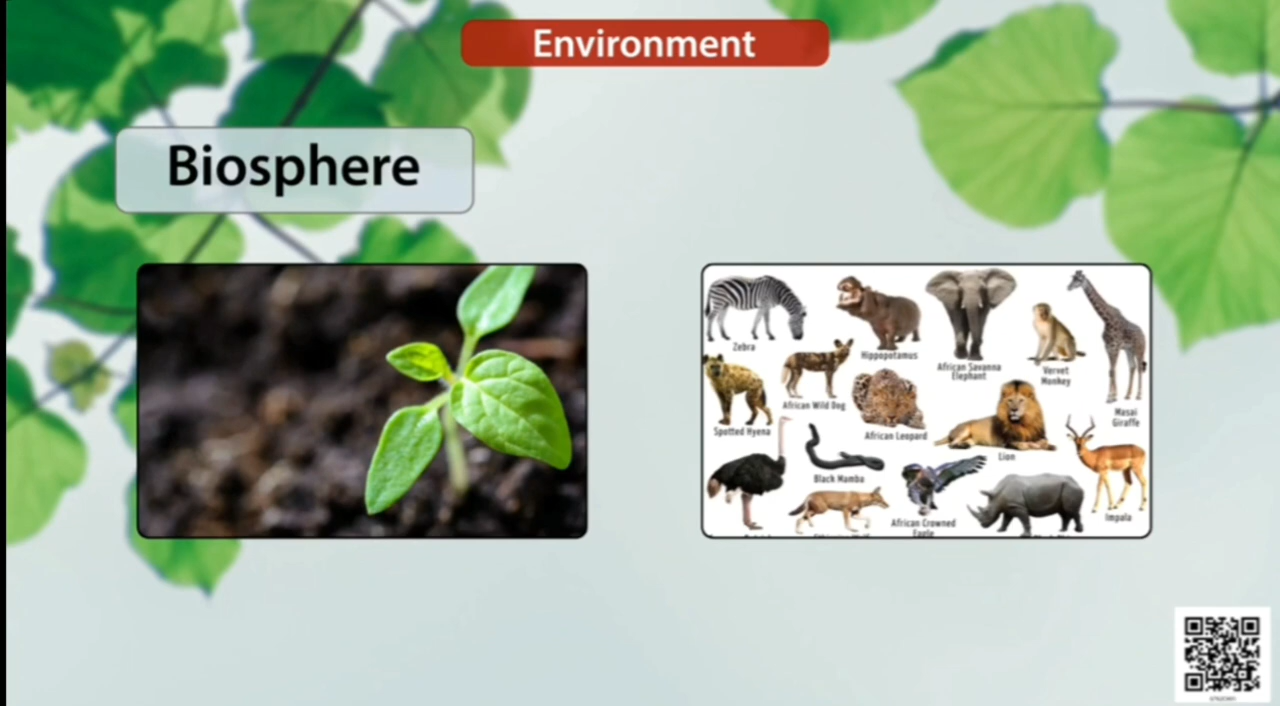 Environment
Biosphere
Zebra
Hippopotamus
African Savanna
Elephant
Vervet
Monkey
Masai
Giraffe
Spotted Hyena
African Wild Dog
African Leopard
Lion
Black Mamba
African Crowned
Eagle
Impala